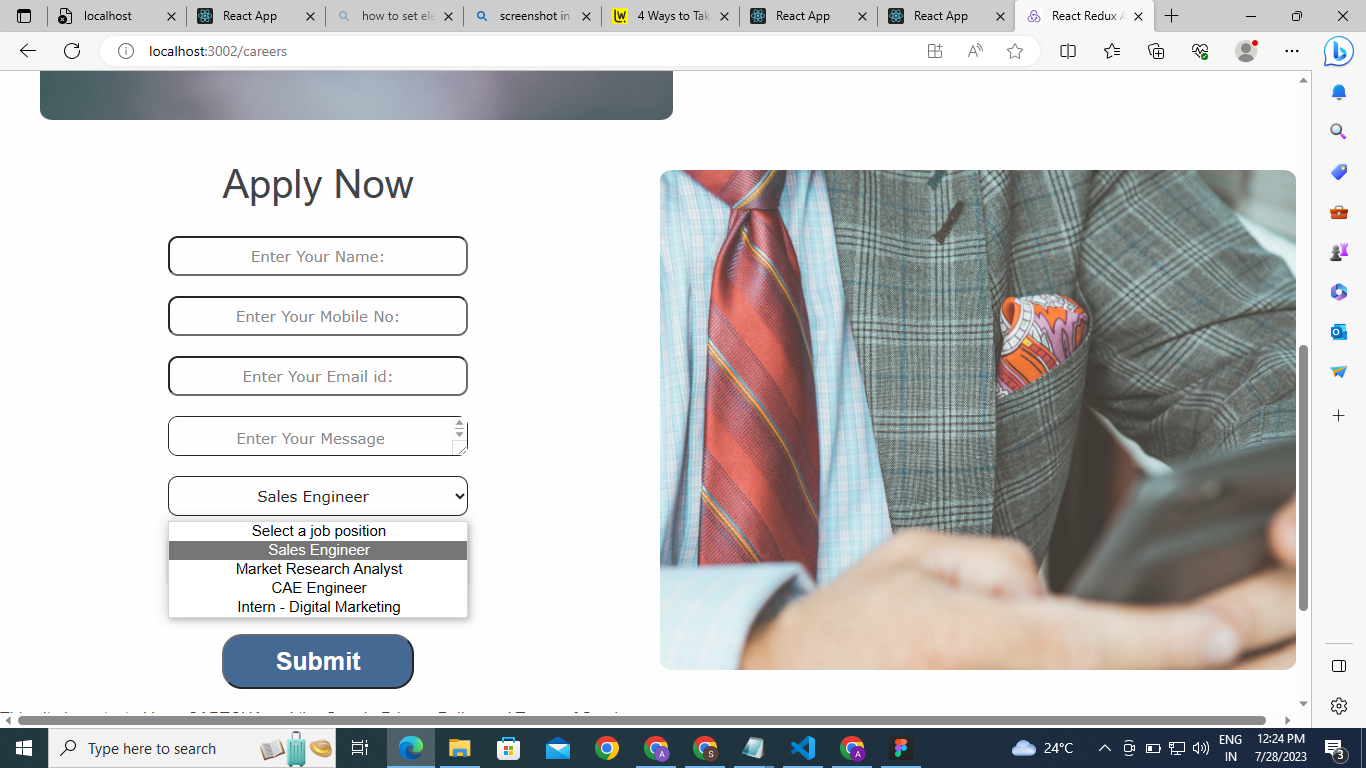 localhost
React App
how to set ele
screenshot in
4 Ways to Tak
React App
React App
React Redux A
localhost:3002/careers
Apply Now
Enter Your Name:
Enter Your Mobile No:
Enter Your Email id:
Enter Your Message
Sales Engineer
Select a job position
Sales Engineer
Market Research Analyst
CAE Engineer
Intern - Digital Marketing
Submit
Type here to search
24°C
ENG
IN
12:24 PM
7/28/2023
3